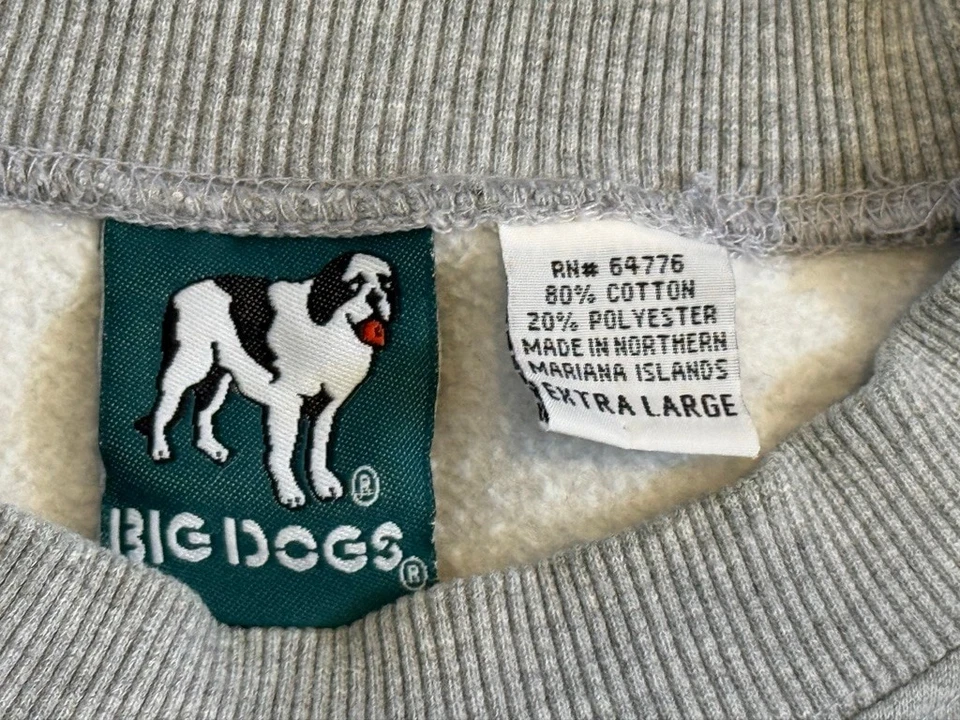 ®
BIG DOGS®
RN# 64776
80% COTTON
20% POLYESTER
MADE IN NORTHERN
MARIANA ISLANDS
EXTRA LARGE